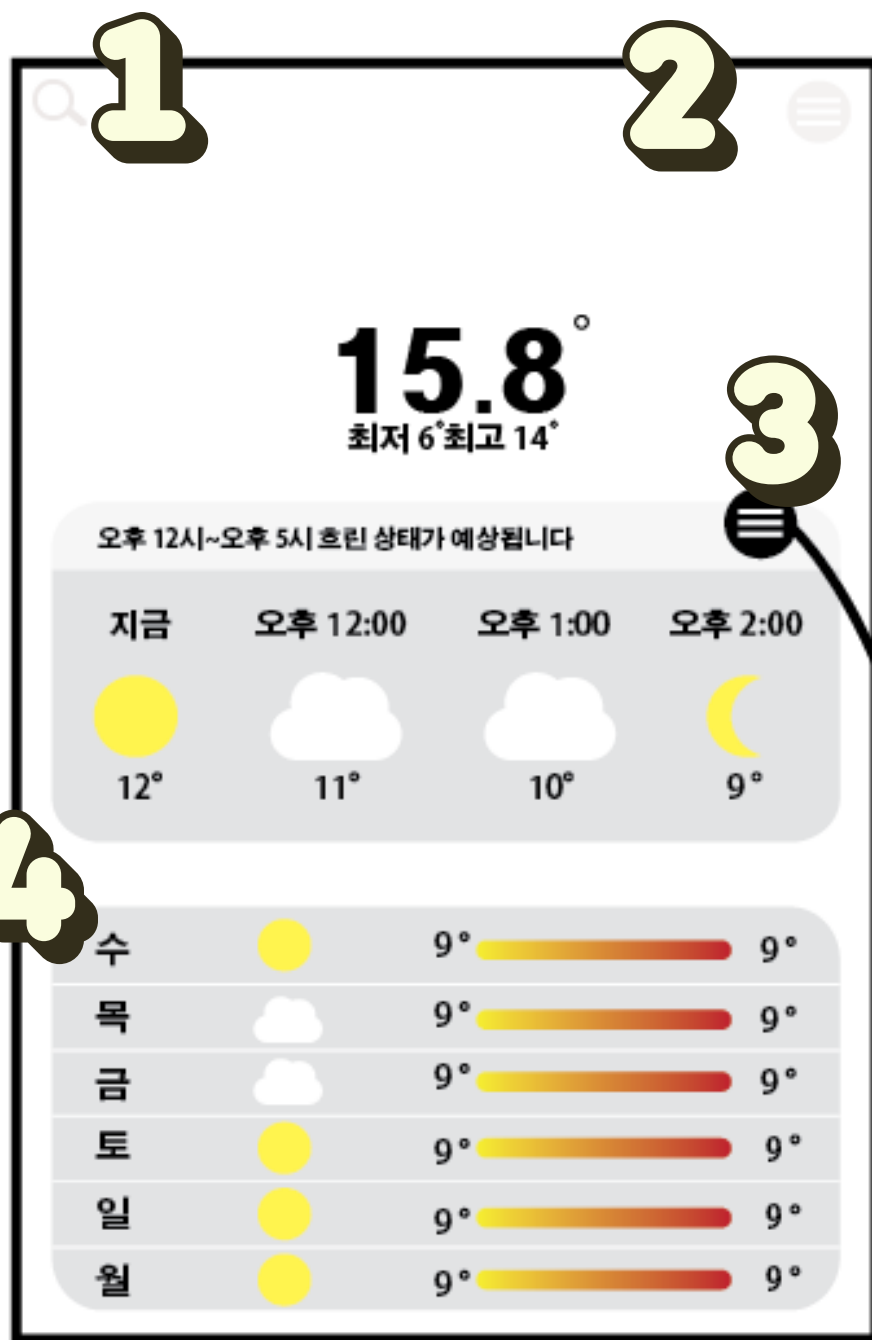 1
2
15.8°
최저 6°최고 14°
3
오후 12시~오후 5시 흐린 상태가 예상됩니다
지금 오후 12:00 오후 1:00 오후 2:00
12° 11° 10° 9°
4
수 9° 9°
목 9° 9°
금 9° 9°
토 9° 9°
일 9° 9°
월 9° 9°